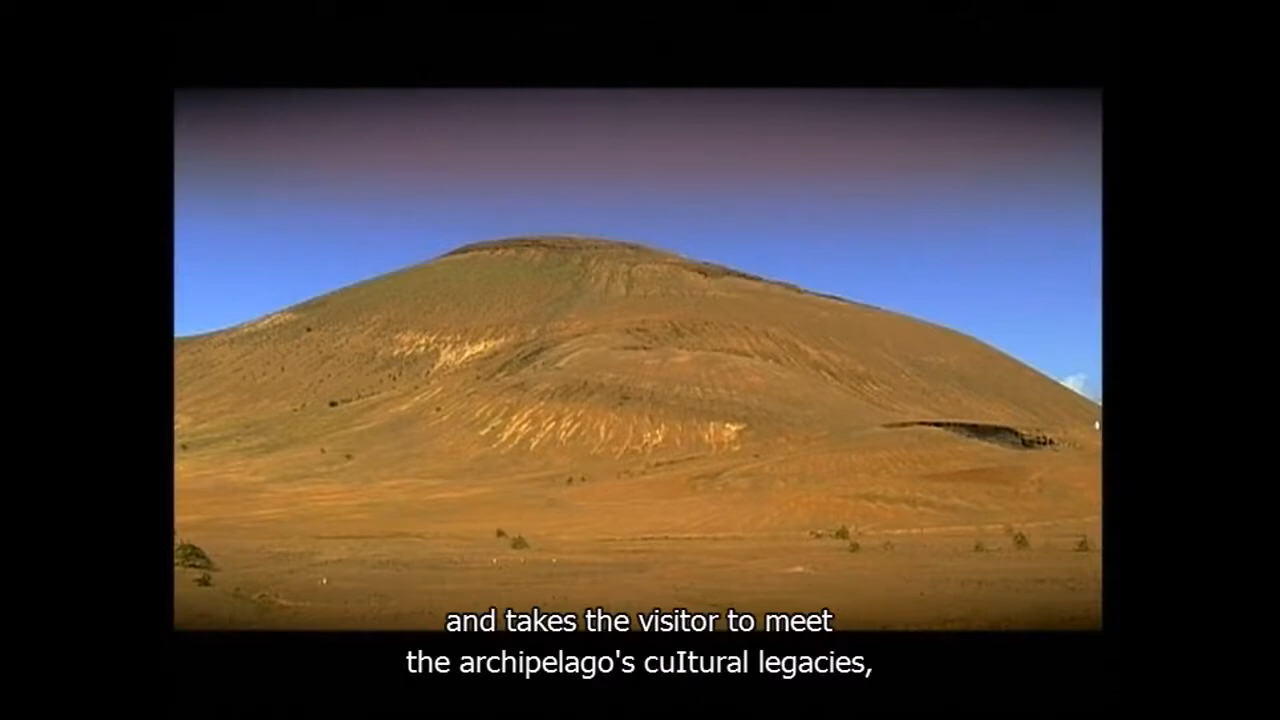 and takes the visitor to meet
the archipelago's cuItural legacies,